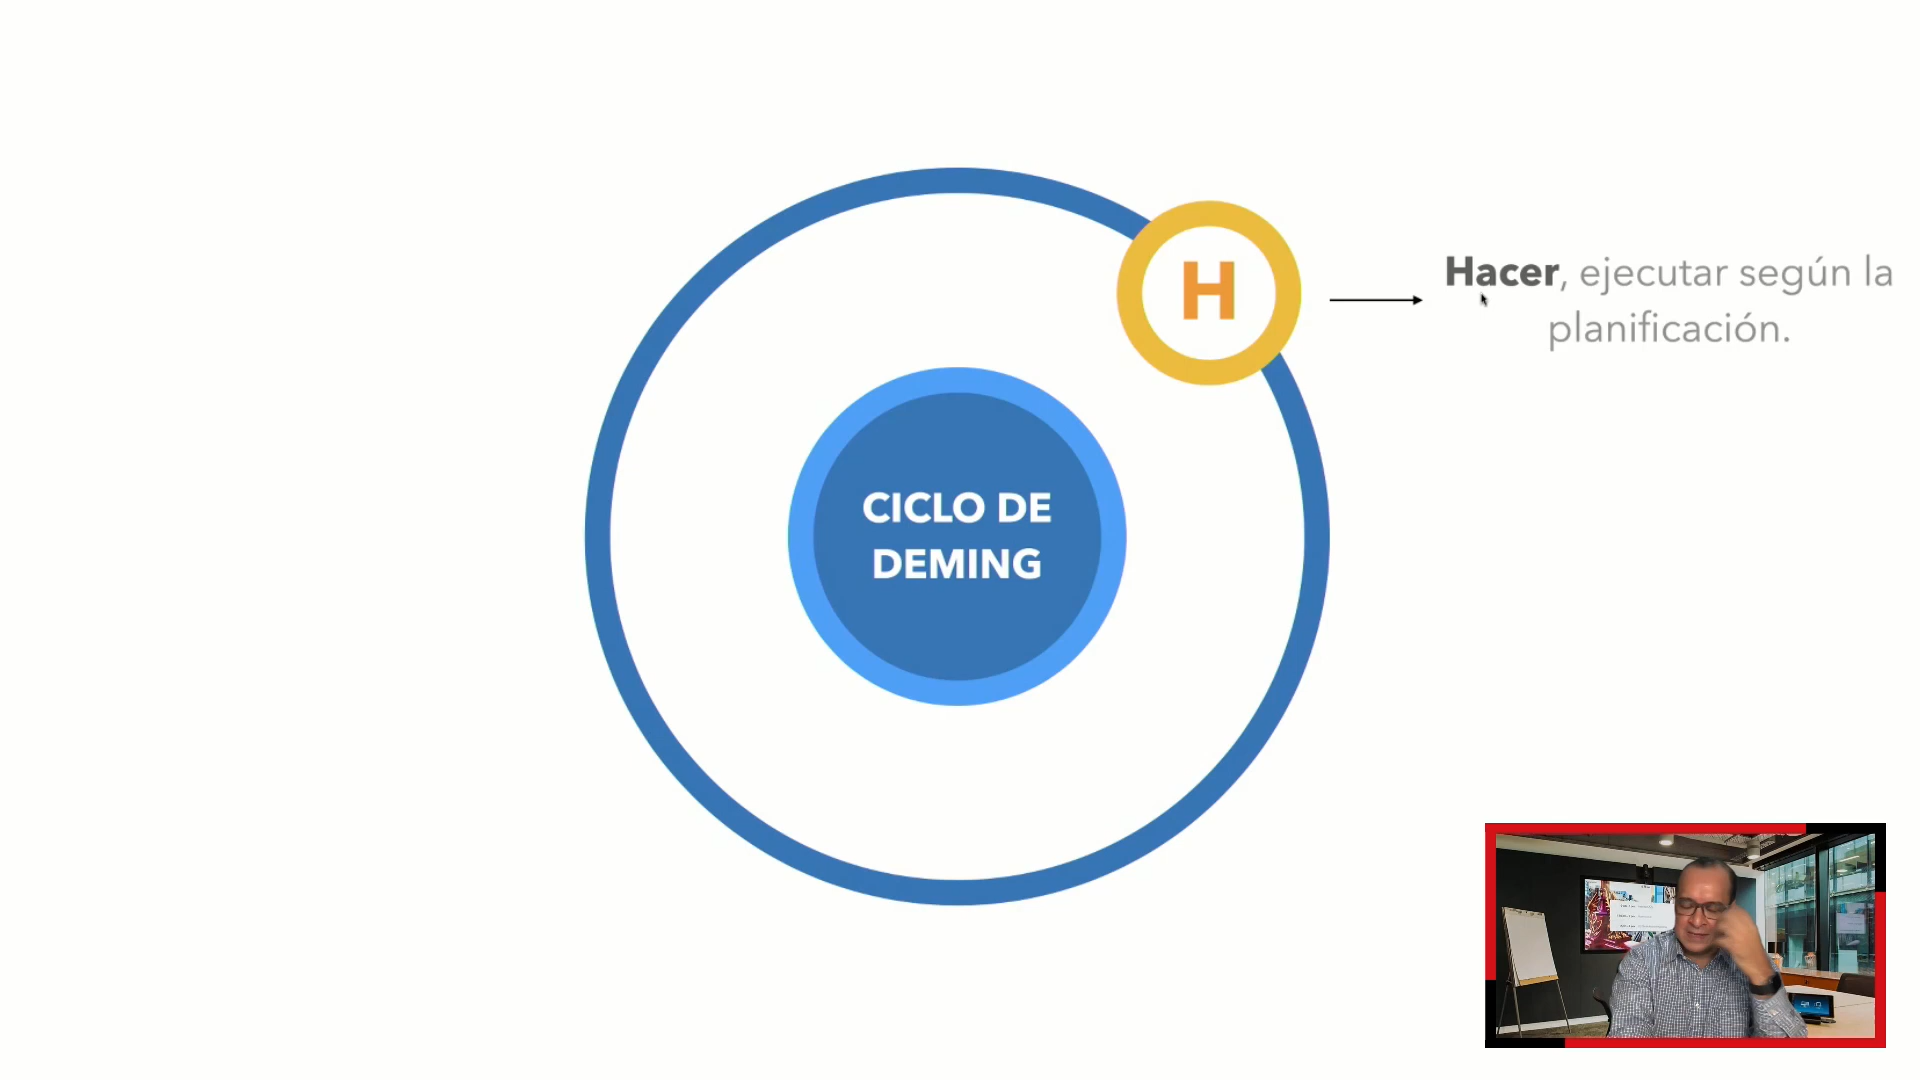 H
Hacer, ejecutar según la
planificación.
CICLO DE
DEMING